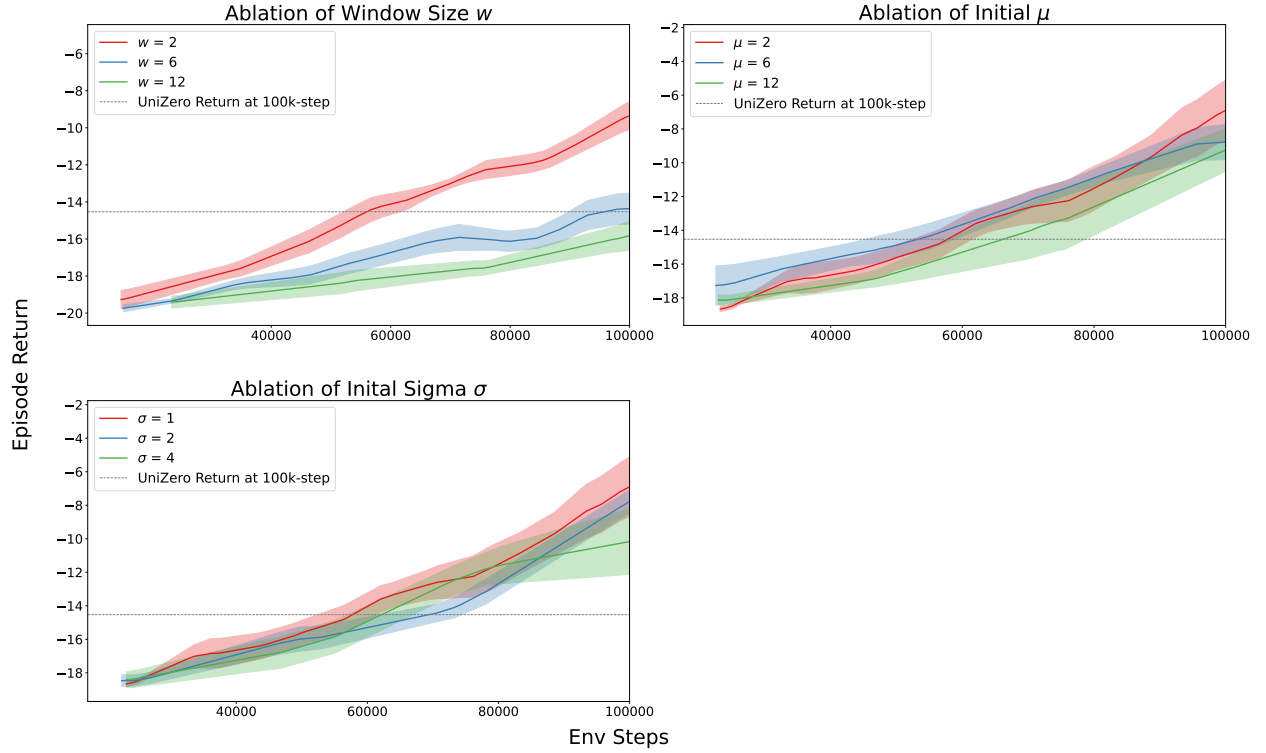 Ablation of Window Size w
−6
−8
−10
−12
−14
−16
−18
−20
w = 2
w = 6
w = 12
UniZero Return at 100k-step
40000
60000
80000
100000
Ablation of Initial μ
−2
−4
−6
−8
−10
−12
−14
−16
−18
μ = 2
μ = 6
μ = 12
UniZero Return at 100k-step
40000
60000
80000
100000
Episode Return
Ablation of Inital Sigma σ
−2
−4
−6
−8
−10
−12
−14
−16
−18
σ = 1
σ = 2
σ = 4
UniZero Return at 100k-step
40000
60000
80000
100000
Env Steps